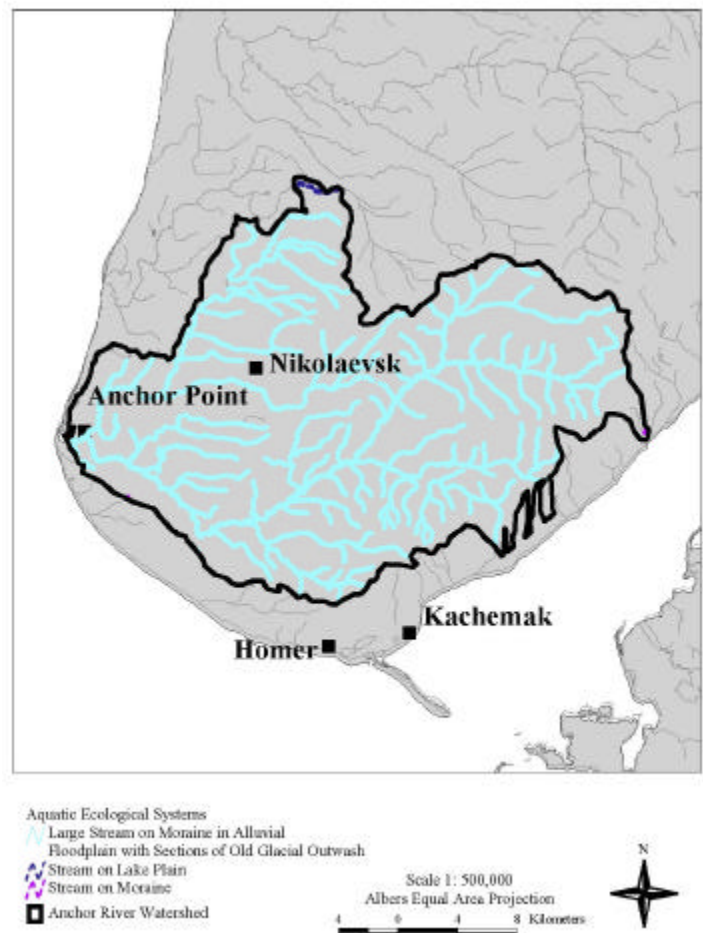 Nikolaevsk
Anchor Point
Kachemak
Homer
Aquatic Ecological Systems
Large Stream on Moraine in Alluvial
Floodplain with Sections of Old Glacial Outwash
Stream on Lake Plain
Stream on Moraine
Anchor River Watershed
Scale 1: 500,000
Albers Equal Area Projection
4 0 4 8 Kilometers
N